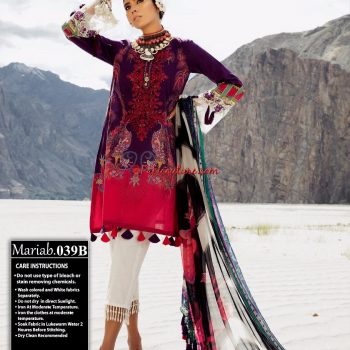 Mariab.039B
CARE INSTRUCTIONS
•Do not use type of bleach or
stain removing chemicals.
• Wash colored and White fabrics
Separately.
• Do not dry in direct Sunlight.
• Iron At Moderate Temperature.
• Iron the clothes at moderate
temperature.
• Soak Fabric in Lukewarm Water 2
Houres Before Stitching.
• Dry Clean Recommended